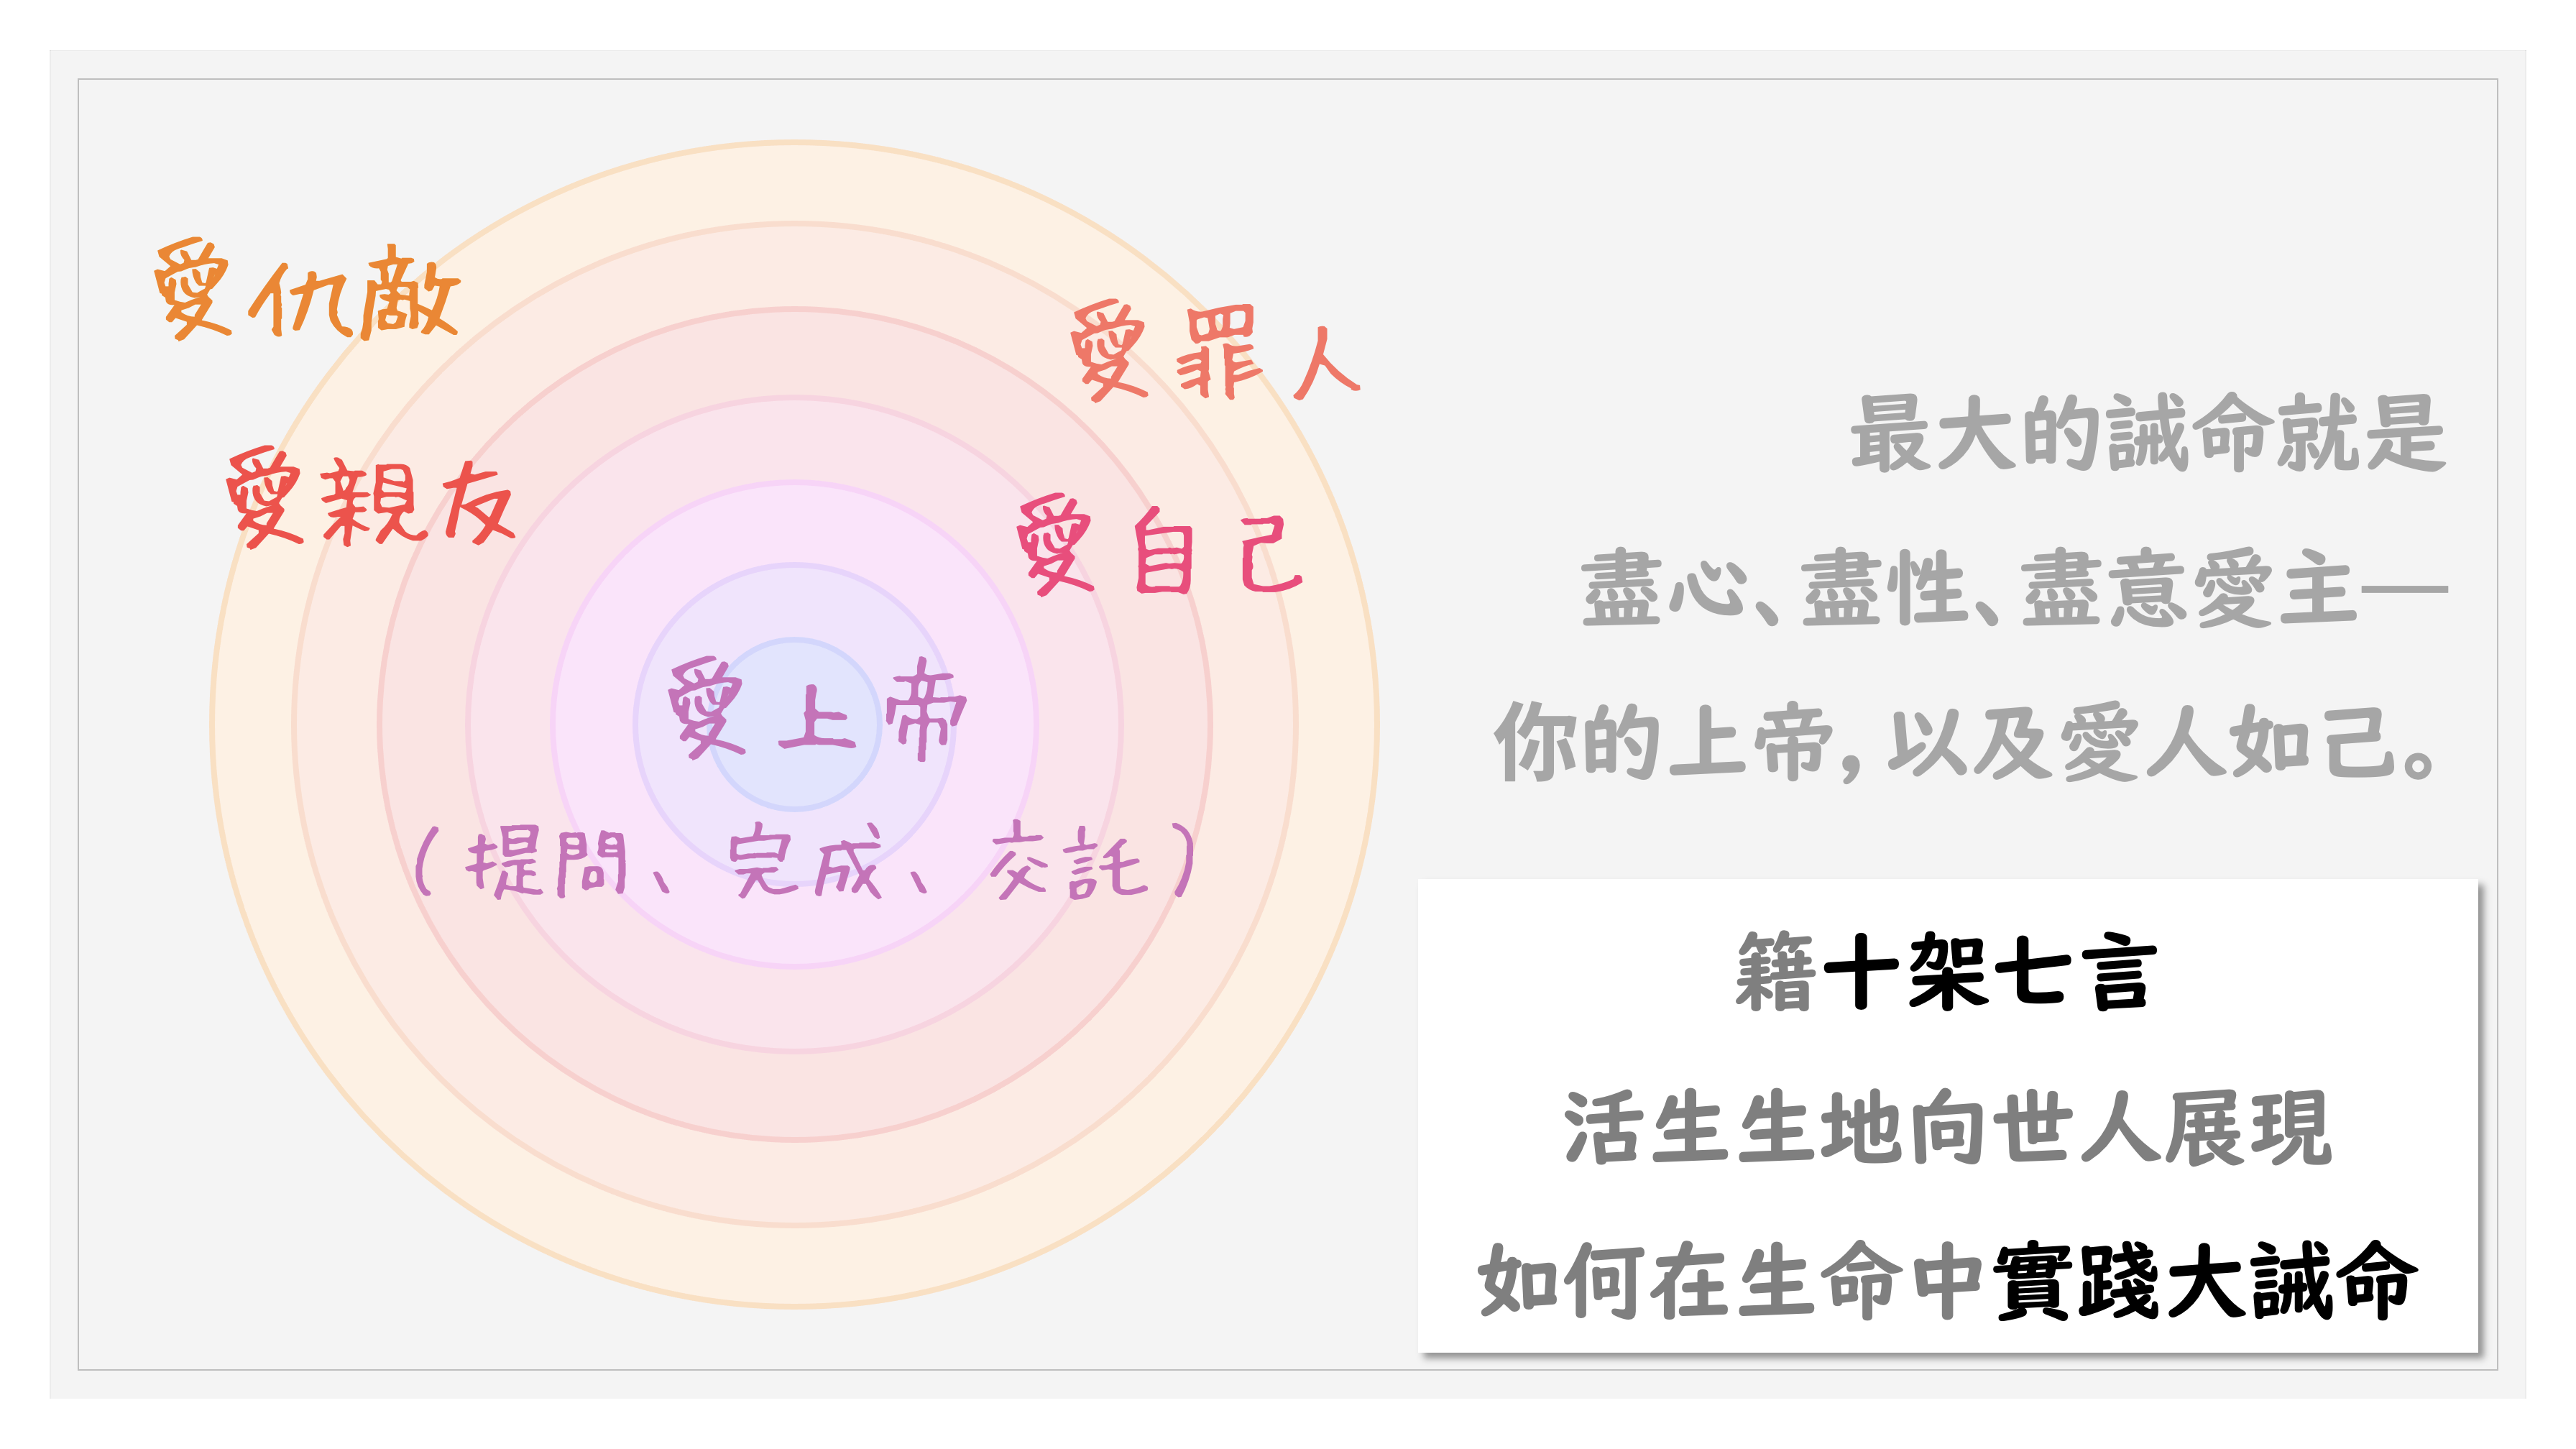 愛仇敵
愛罪人
愛親友
愛自己
愛上帝
（提問、完成、交託）
最大的誡命就是
盡心、盡性、盡意愛主—
你的上帝，以及愛人如己。
籍十架七言
活生生地向世人展現
如何在生命中實踐大誡命